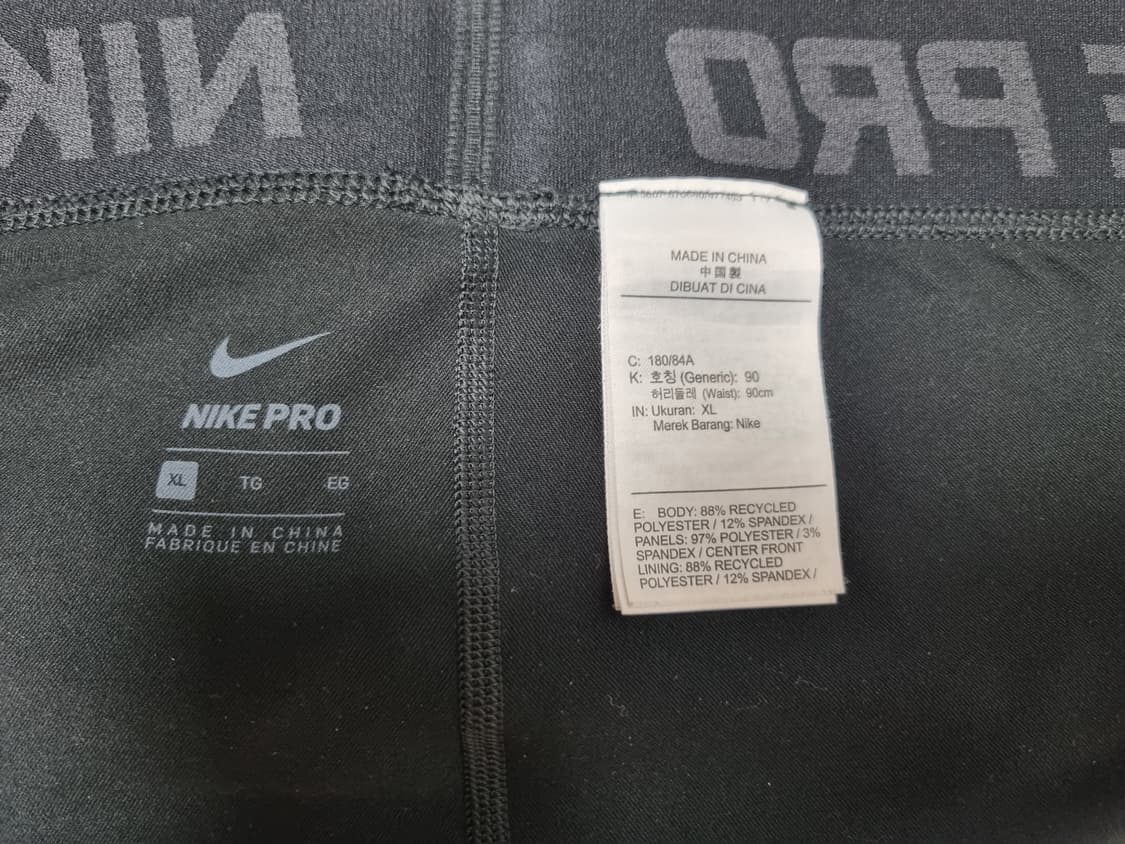 NIK
E PRO
NIKE PRO
XL TG EG
MADE IN CHINA
FABRIQUE EN CHINE
MADE IN CHINA
中国製
DIBUAT DI CINA
C: 180/84A
K: 호칭 (Generic): 90
허리둘레 (Waist): 90cm
IN: Ukuran: XL
Merek Barang: Nike
E: BODY: 88% RECYCLED
POLYESTER / 12% SPANDEX /
PANELS: 97% POLYESTER / 3%
SPANDEX / CENTER FRONT
LINING: 88% RECYCLED
POLYESTER / 12% SPANDEX /